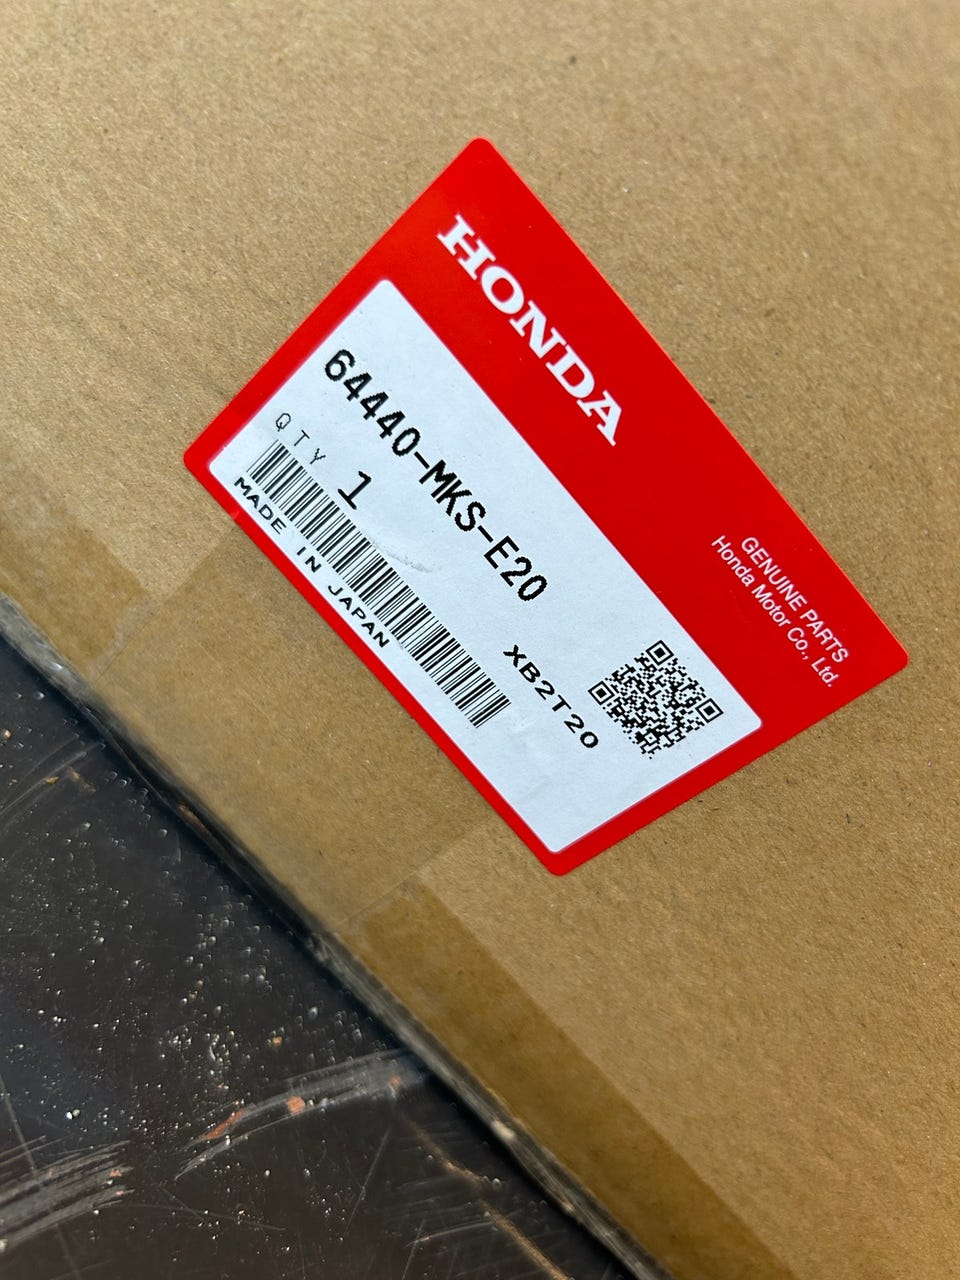 HONDA
GENUINE PARTS
Honda Motor Co., Ltd.
64440-MKS-E20
QTY 1
XB2T20
MADE IN JAPAN